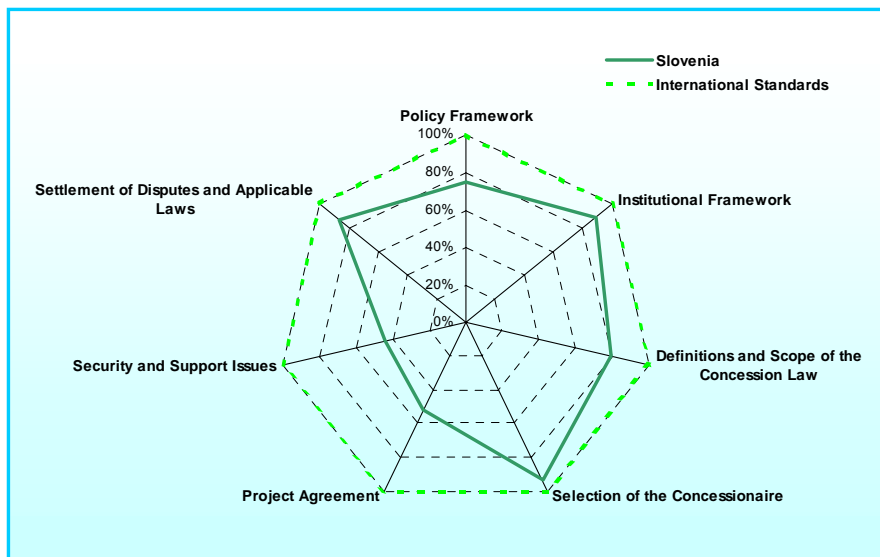 Slovenia
International Standards
Policy Framework
100%
80%
60%
40%
20%
0%
Settlement of Disputes and Applicable
Laws
Institutional Framework
Security and Support Issues
Definitions and Scope of the
Concession Law
Project Agreement
Selection of the Concessionaire